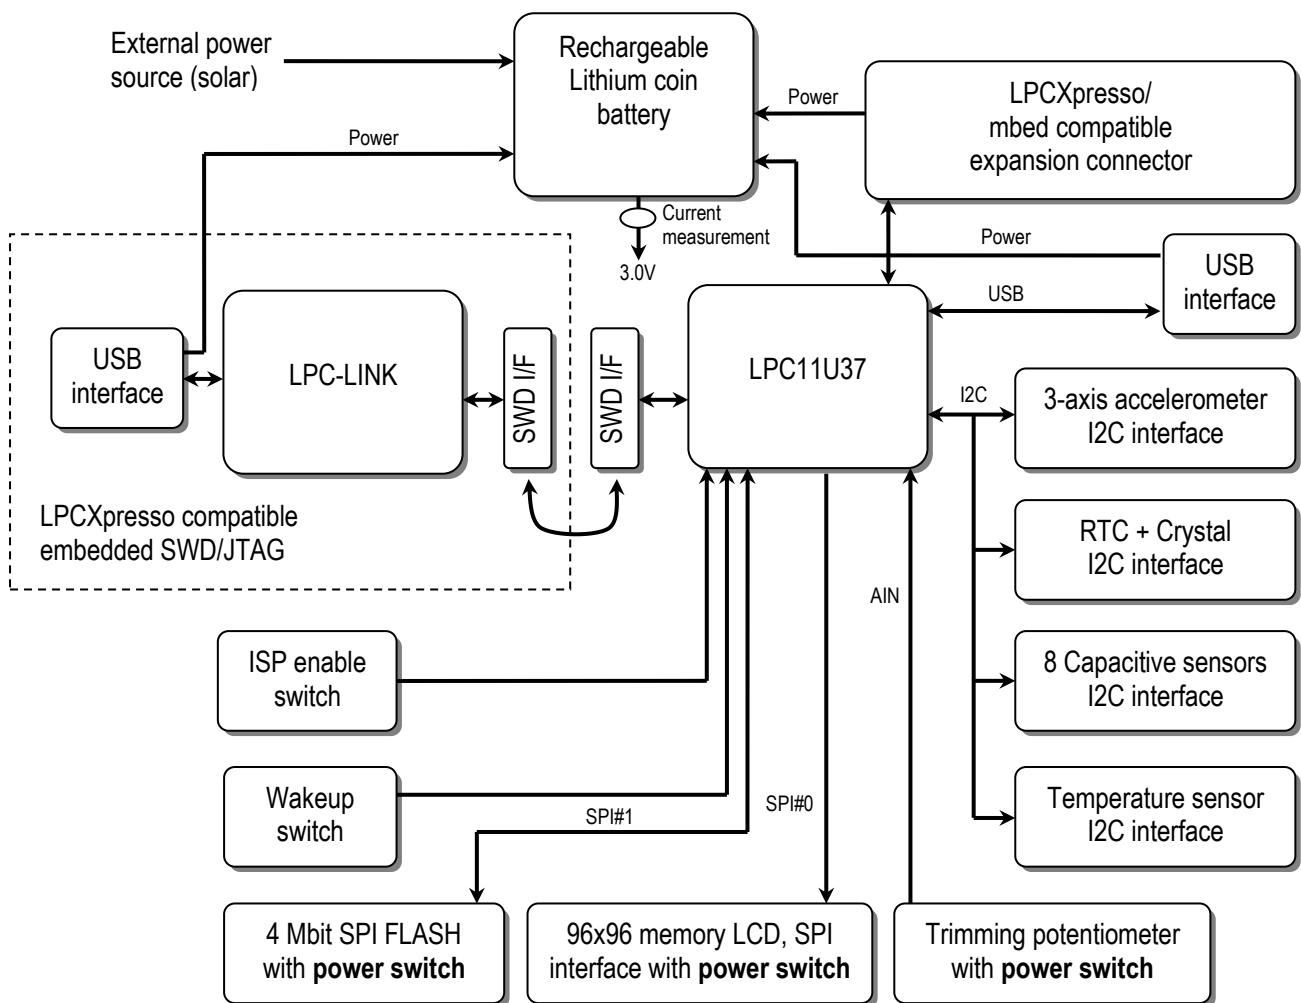 External power
source (solar)
Rechargeable
Lithium coin
battery
Power
LPCXpresso/
mbed compatible
expansion connector
Power
Current
measurement
3.0V
Power
USB
interface
USB
USB
interface
LPC-LINK
SWD I/F
SWD I/F
LPC11U37
I2C
3-axis accelerometer
I2C interface
LPCXpresso compatible
embedded SWD/JTAG
RTC + Crystal
I2C interface
AIN
ISP enable
switch
8 Capacitive sensors
I2C interface
Wakeup
switch
SPI#1
SPI#0
Temperature sensor
I2C interface
4 Mbit SPI FLASH
with power switch
96x96 memory LCD, SPI
interface with power switch
Trimming potentiometer
with power switch